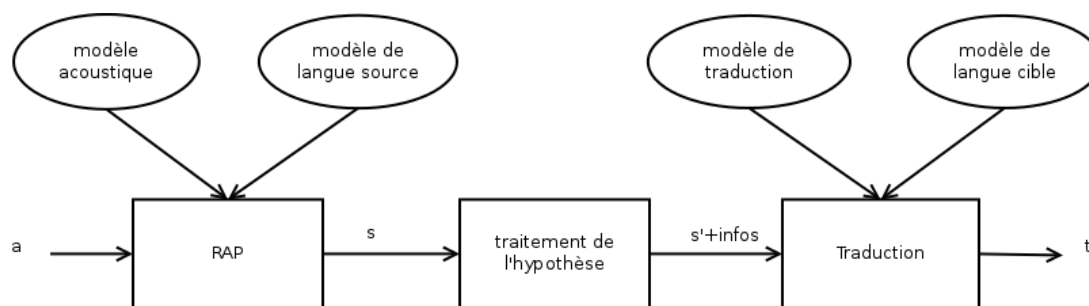 modèle
acoustique
modèle de
langue source
modèle de
traduction
modèle de
langue cible
a
RAP
s
traitement de
l'hypothèse
s'+infos
Traduction
t